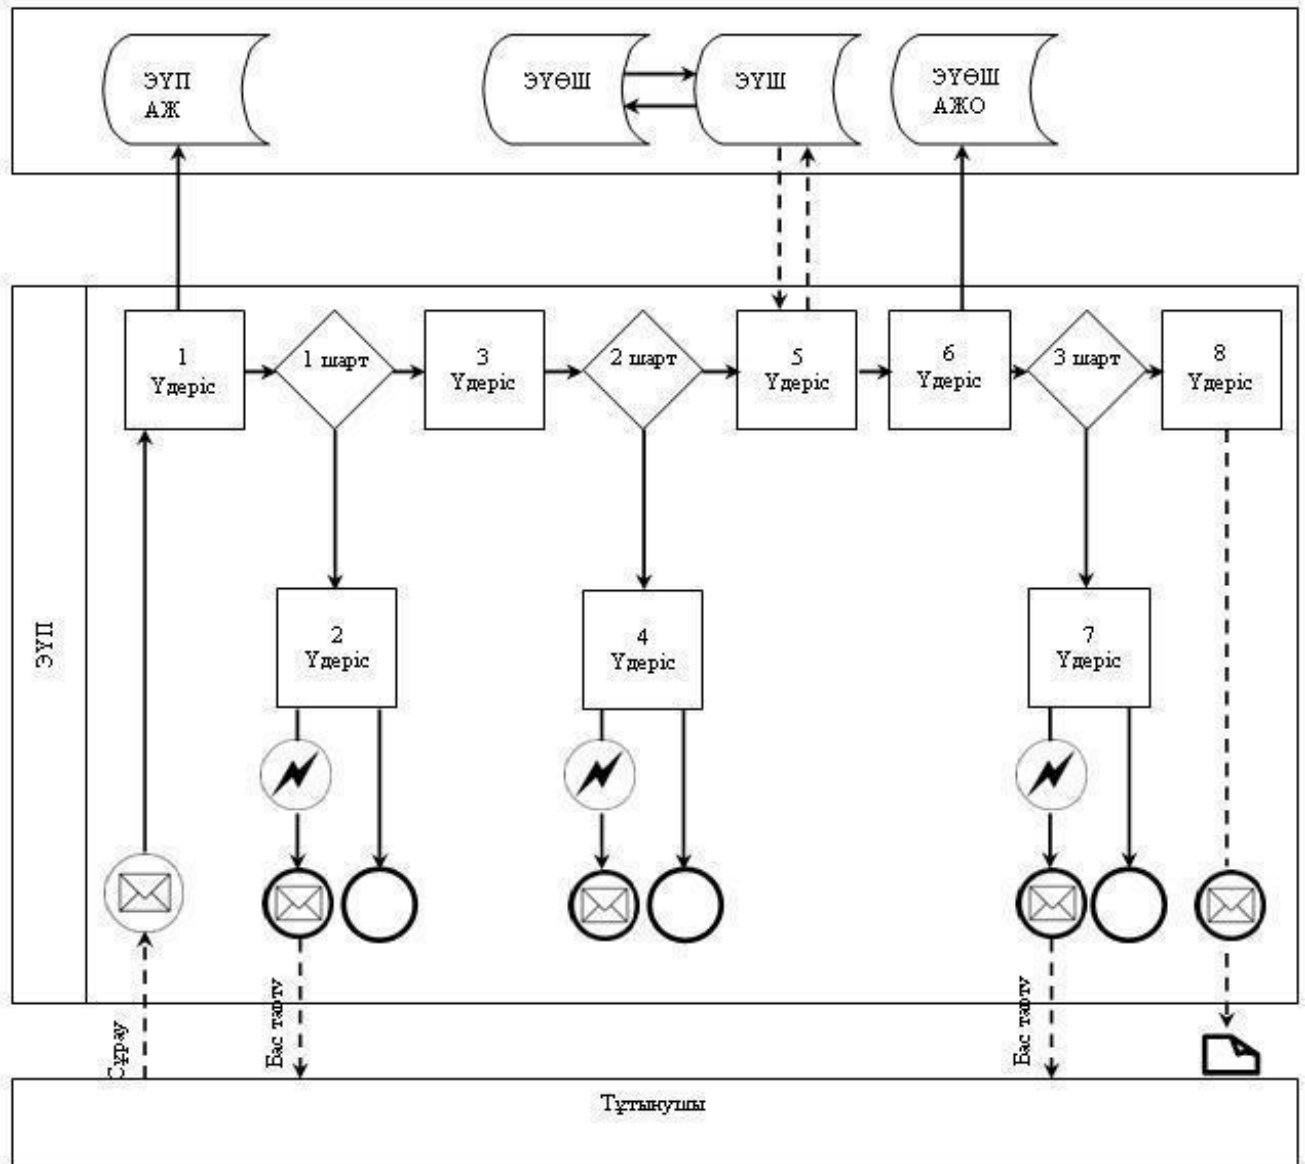 ЭҮП
АЖ
ЭҮӨШ
ЭҮШ
ЭҮӨШ
АЖО
1
Үдеріс
1 шарт
3
Үдеріс
2 шарт
5
Үдеріс
6
Үдеріс
3 шарт
8
Үдеріс
ЭҮП
2
Үдеріс
4
Үдеріс
7
Үдеріс
Сұрау
Бас тарту
Бас тарту
Тұтынушы